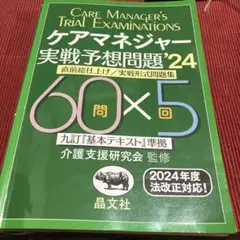 CARE MANAGER'S
TRIAL EXAMINATIONS
ケアマネジャー
実戦予想問題'24
直前総仕上げ/実戦形式問題集
60問×5回
九訂『基本テキスト』準拠
介護支援研究会 監修
2024年度
法改正対応!
晶文社